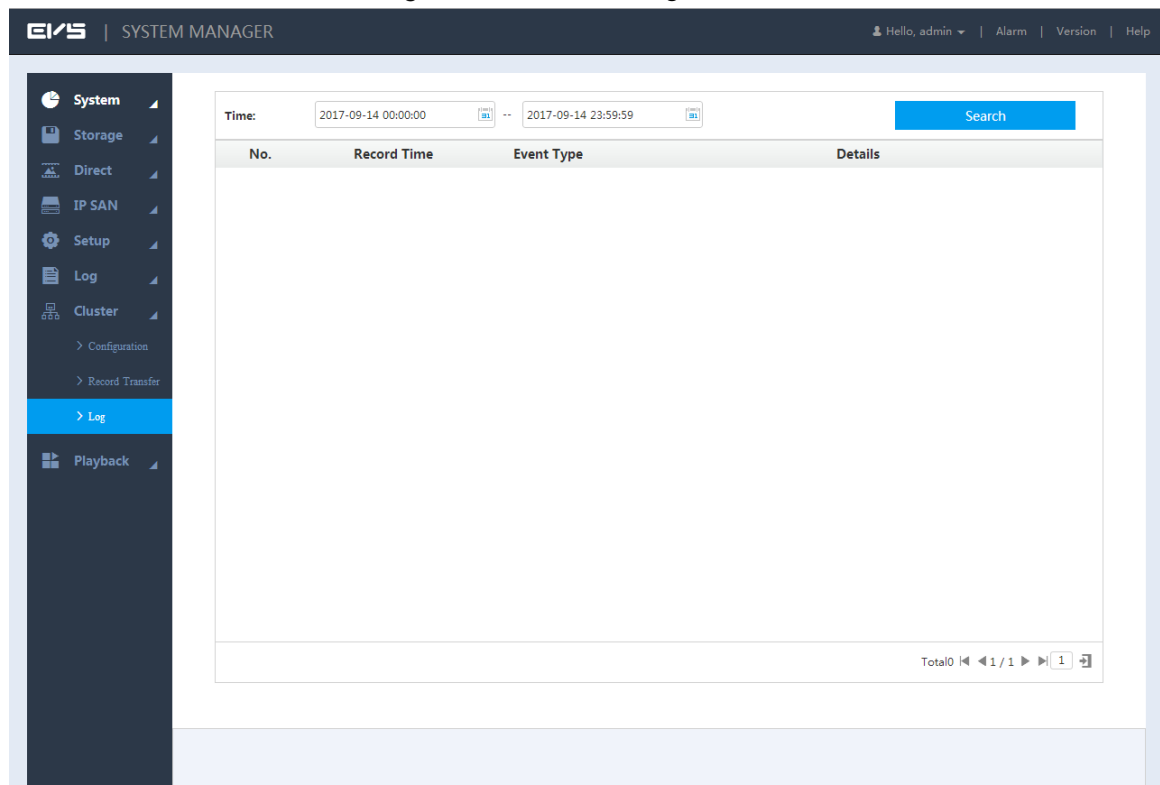 EVS | SYSTEM MANAGER
Hello, admin | Alarm | Version | Help
System
Storage
Direct
IP SAN
Setup
Log
Cluster
> Configuration
> Record Transfer
> Log
Playback
Time: 2017-09-14 00:00:00 -- 2017-09-14 23:59:59 Search
No. Record Time Event Type Details
Total0 1 / 1 1